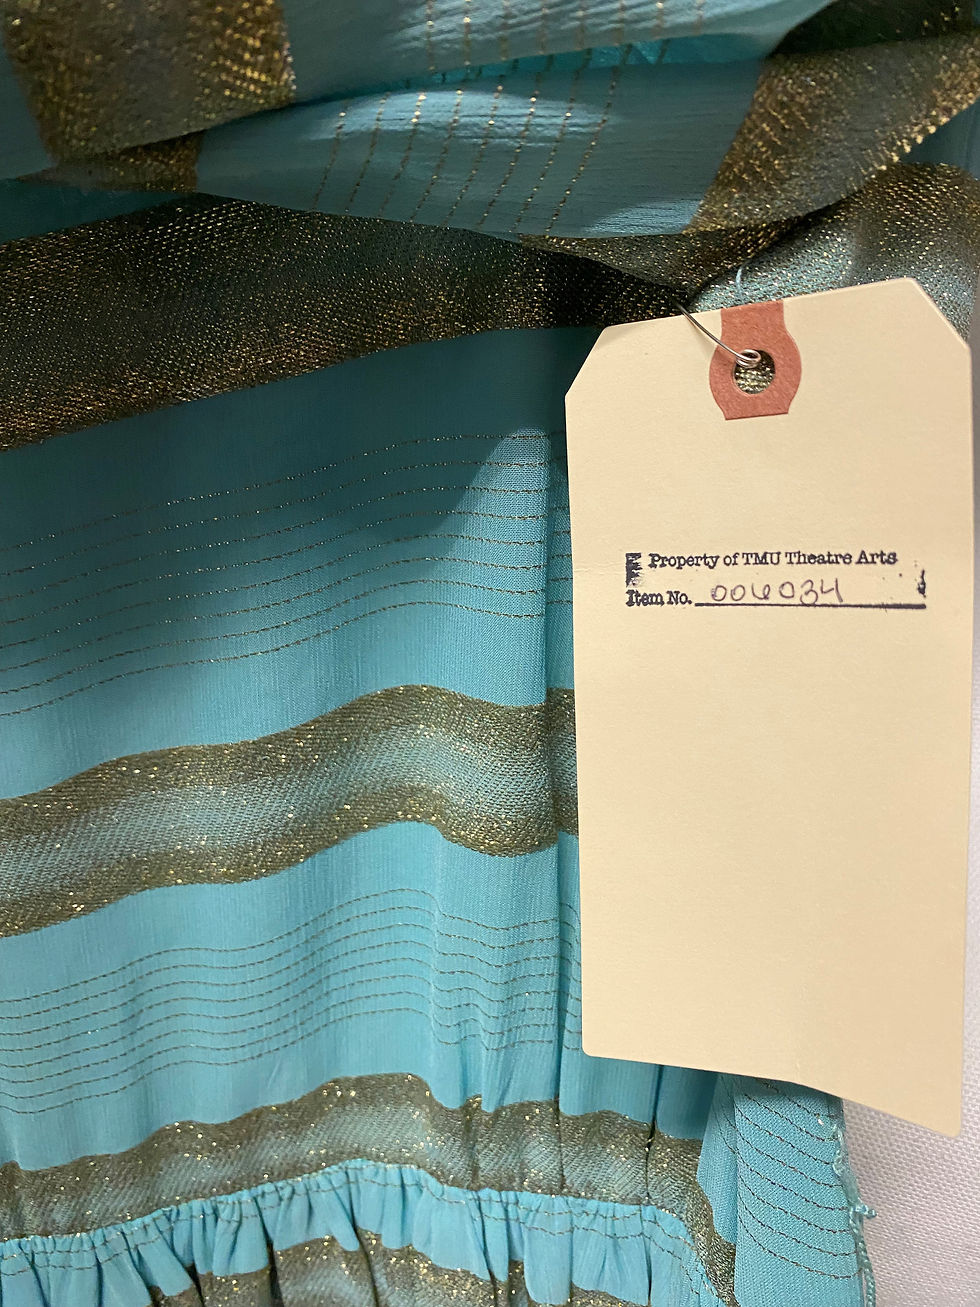 Property of TMU Theatre Arts
Item No. 006034